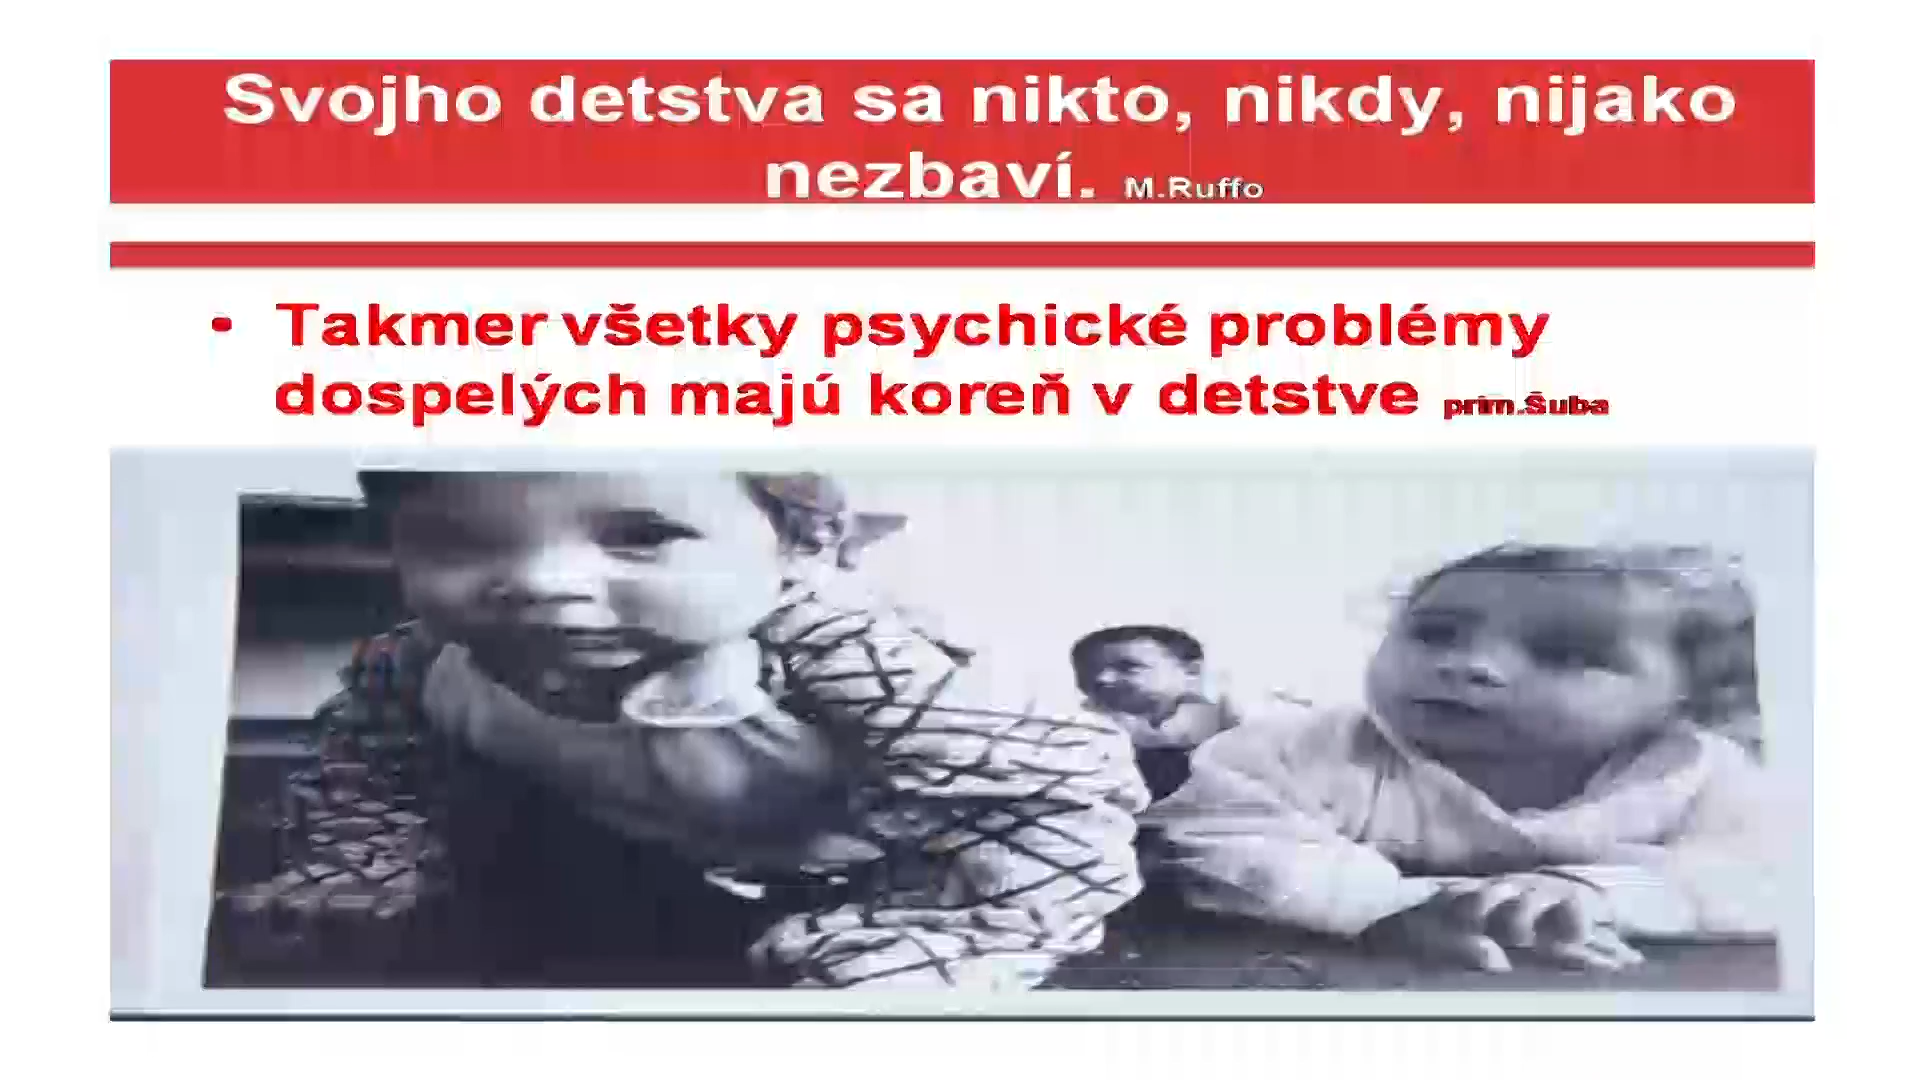 Svojho detstva sa nikto, nikdy, nijako
nezbaví. M.Ruffo
• Takmer všetky psychické problémy
dospelých majú koreň v detstve prim.Šuba